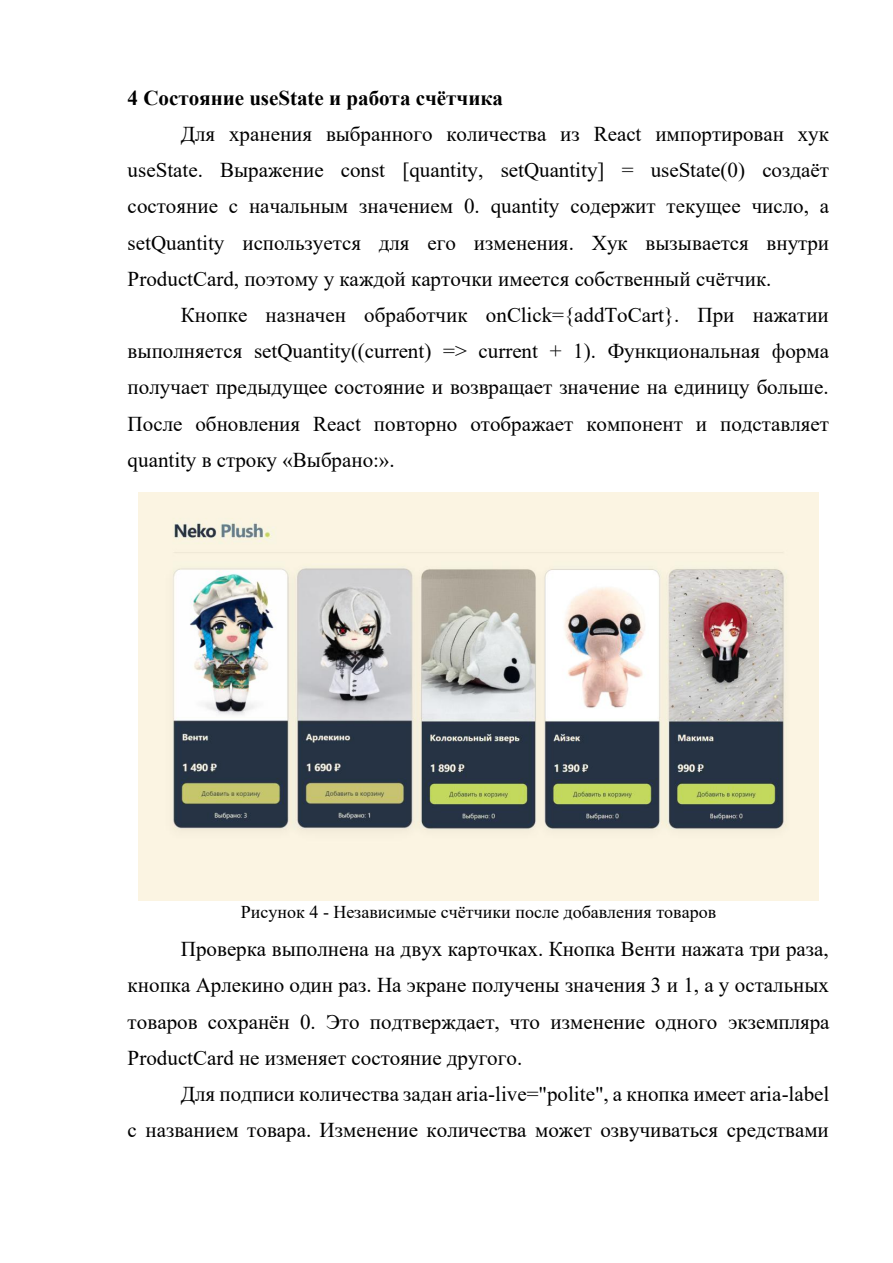 4 Состояние useState и работа счётчика
Для хранения выбранного количества из React импортирован хук
useState. Выражение const [quantity, setQuantity] = useState(0) создаёт
состояние с начальным значением 0. quantity содержит текущее число, а
setQuantity используется для его изменения. Хук вызывается внутри
ProductCard, поэтому у каждой карточки имеется собственный счётчик.
Кнопке назначен обработчик onClick={addToCart}. При нажатии
выполняется setQuantity((current) => current + 1). Функциональная форма
получает предыдущее состояние и возвращает значение на единицу больше.
После обновления React повторно отображает компонент и подставляет
quantity в строку «Выбрано:».
Neko Plush.
Венти
1 490 ₽
Добавить в корзину
Выбрано: 3
Арлекино
1 690 ₽
Добавить в корзину
Выбрано: 1
Колокольный зверь
1 890 ₽
Добавить в корзину
Выбрано: 0
Айзек
1 390 ₽
Добавить в корзину
Выбрано: 0
Макима
990 ₽
Добавить в корзину
Выбрано: 0
Рисунок 4 - Независимые счётчики после добавления товаров
Проверка выполнена на двух карточках. Кнопка Венти нажата три раза,
кнопка Арлекино один раз. На экране получены значения 3 и 1, а у остальных
товаров сохранён 0. Это подтверждает, что изменение одного экземпляра
ProductCard не изменяет состояние другого.
Для подписи количества задан aria-live="polite", а кнопка имеет aria-label
с названием товара. Изменение количества может озвучиваться средствами